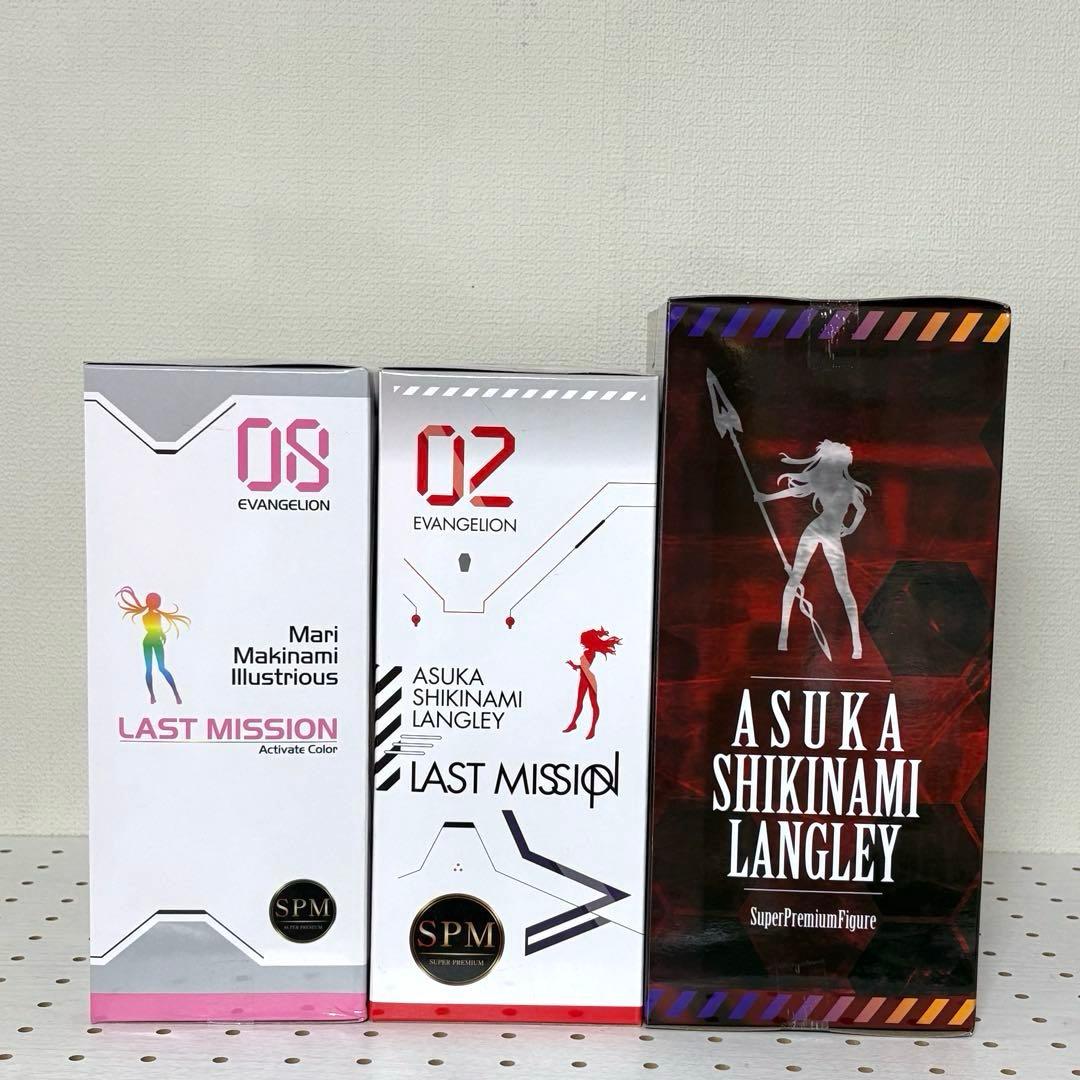 08
EVANGELION
Mari
Makinami
Illustrious
LAST MISSION
Activate Color
SPM
SUPER PREMIUM
02
EVANGELION
ASUKA
SHIKINAMI
LANGLEY
LAST MISSION
SPM
SUPER PREMIUM
ASUKA
SHIKINAMI
LANGLEY
SuperPremiumFigure